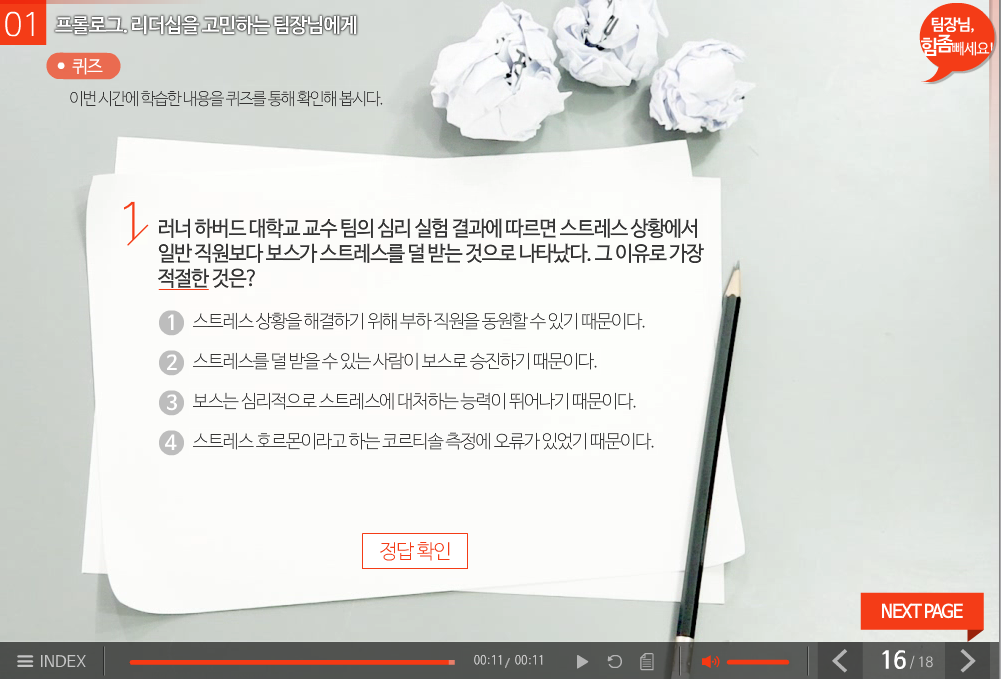 01 프롤로그. 리더십을 고민하는 팀장님에게
팀장님,
힘좀빼세요!
• 퀴즈
이번 시간에 학습한 내용을 퀴즈를 통해 확인해 봅시다.
1
러너 하버드 대학교 교수 팀의 심리 실험 결과에 따르면 스트레스 상황에서
일반 직원보다 보스가 스트레스를 덜 받는 것으로 나타났다. 그 이유로 가장
적절한 것은?
1 스트레스 상황을 해결하기 위해 부하 직원을 동원할 수 있기 때문이다.
2 스트레스를 덜 받을 수 있는 사람이 보스로 승진하기 때문이다.
3 보스는 심리적으로 스트레스에 대처하는 능력이 뛰어나기 때문이다.
4 스트레스 호르몬이라고 하는 코르티솔 측정에 오류가 있었기 때문이다.
정답 확인
NEXT PAGE
INDEX 00:11 / 00:11 16 / 18